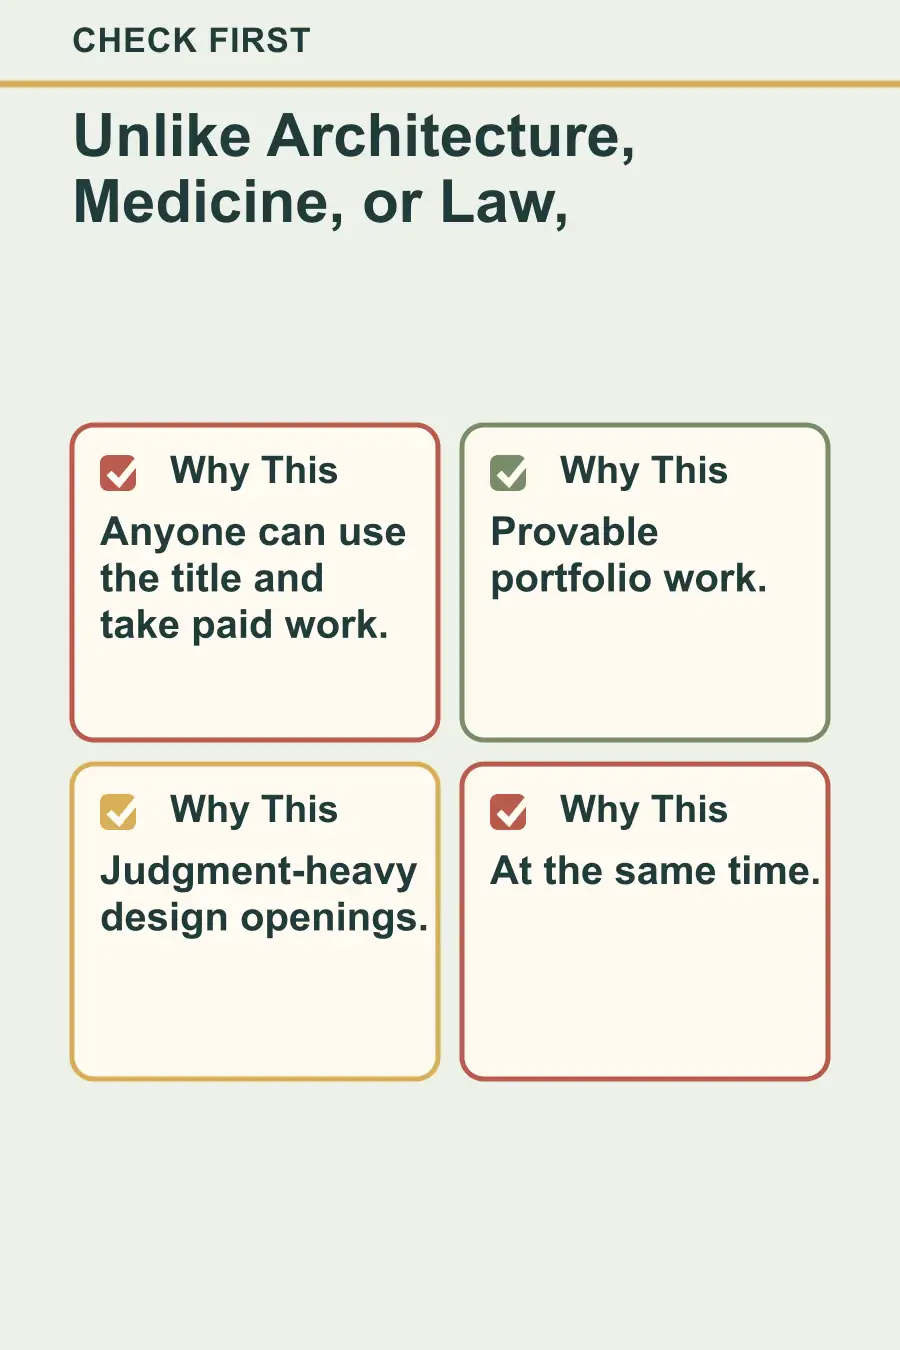 CHECK FIRST
Unlike Architecture,
Medicine, or Law,
Why This
Anyone can use
the title and
take paid work.
Why This
Provable
portfolio work.
Why This
Judgment-heavy
design openings.
Why This
At the same time.